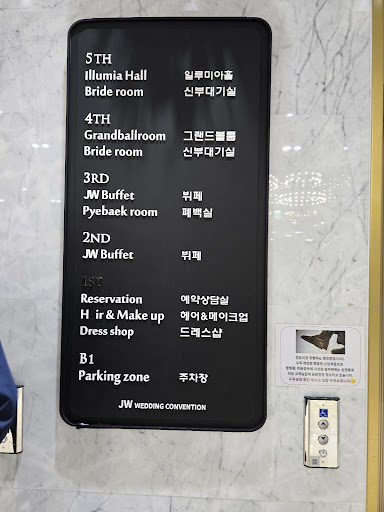 5TH
Illumia Hall 일루미아홀
Bride room 신부대기실
4TH
Grandballroom 그랜드볼룸
Bride room 신부대기실
3RD
JW Buffet 뷔페
Pyebaek room 폐백실
2ND
JW Buffet 뷔페
1ST
Reservation 예약상담실
H ir & Make up 헤어&메이크업
Dress shop 드레스샵
B1
Parking zone 주차장
JW WEDDING CONVENTION